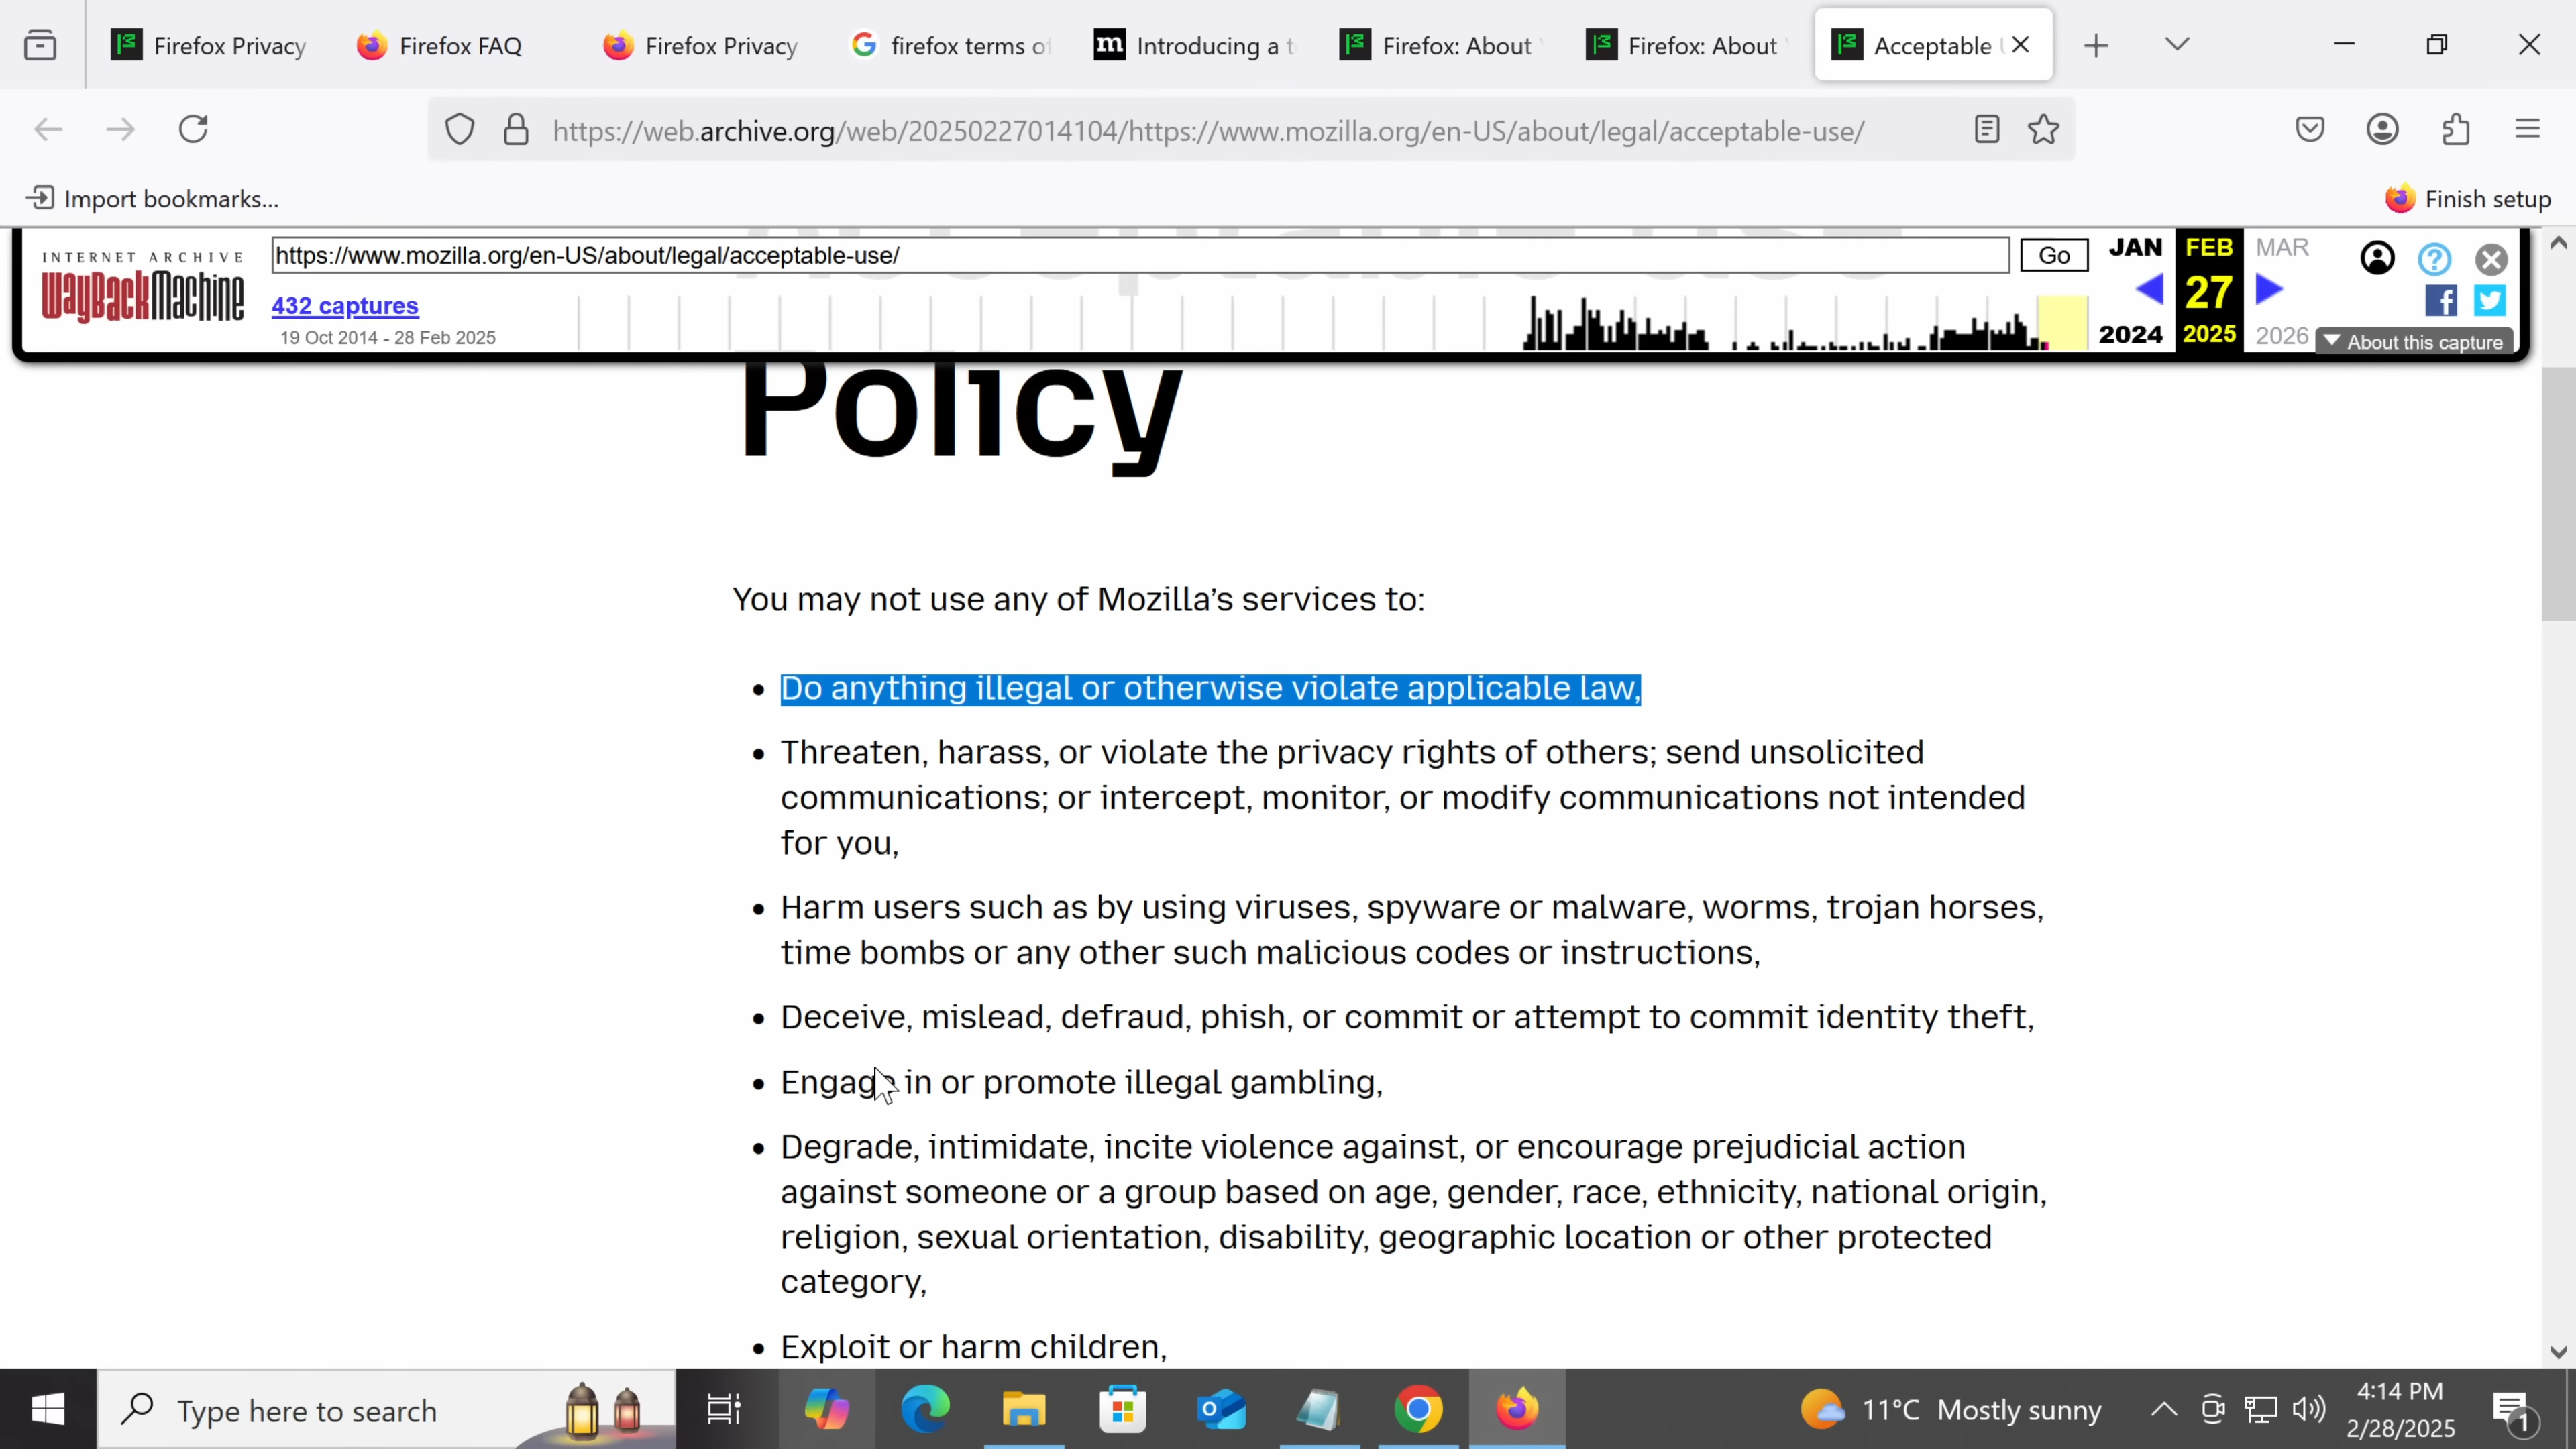 Firefox Privacy
Firefox FAQ
Firefox Privacy
firefox terms of
Introducing a t
Firefox: About
Firefox: About
Acceptable
https://web.archive.org/web/20250227014104/https://www.mozilla.org/en-US/about/legal/acceptable-use/
Import bookmarks...
Finish setup
INTERNET ARCHIVE
WayBackMachine
https://www.mozilla.org/en-US/about/legal/acceptable-use/
Go
JAN
FEB
MAR
432 captures
27
19 Oct 2014 - 28 Feb 2025
2024
2025
2026
About this capture
Acceptable Use
Policy
You may not use any of Mozilla’s services to:
• Do anything illegal or otherwise violate applicable law,
• Threaten, harass, or violate the privacy rights of others; send unsolicited
communications; or intercept, monitor, or modify communications not intended
for you,
• Harm users such as by using viruses, spyware or malware, worms, trojan horses,
time bombs or any other such malicious codes or instructions,
• Deceive, mislead, defraud, phish, or commit or attempt to commit identity theft,
• Engage in or promote illegal gambling,
• Degrade, intimidate, incite violence against, or encourage prejudicial action
against someone or a group based on age, gender, race, ethnicity, national origin,
religion, sexual orientation, disability, geographic location or other protected
category,
• Exploit or harm children,
Type here to search
11°C Mostly sunny
4:14 PM
2/28/2025
1